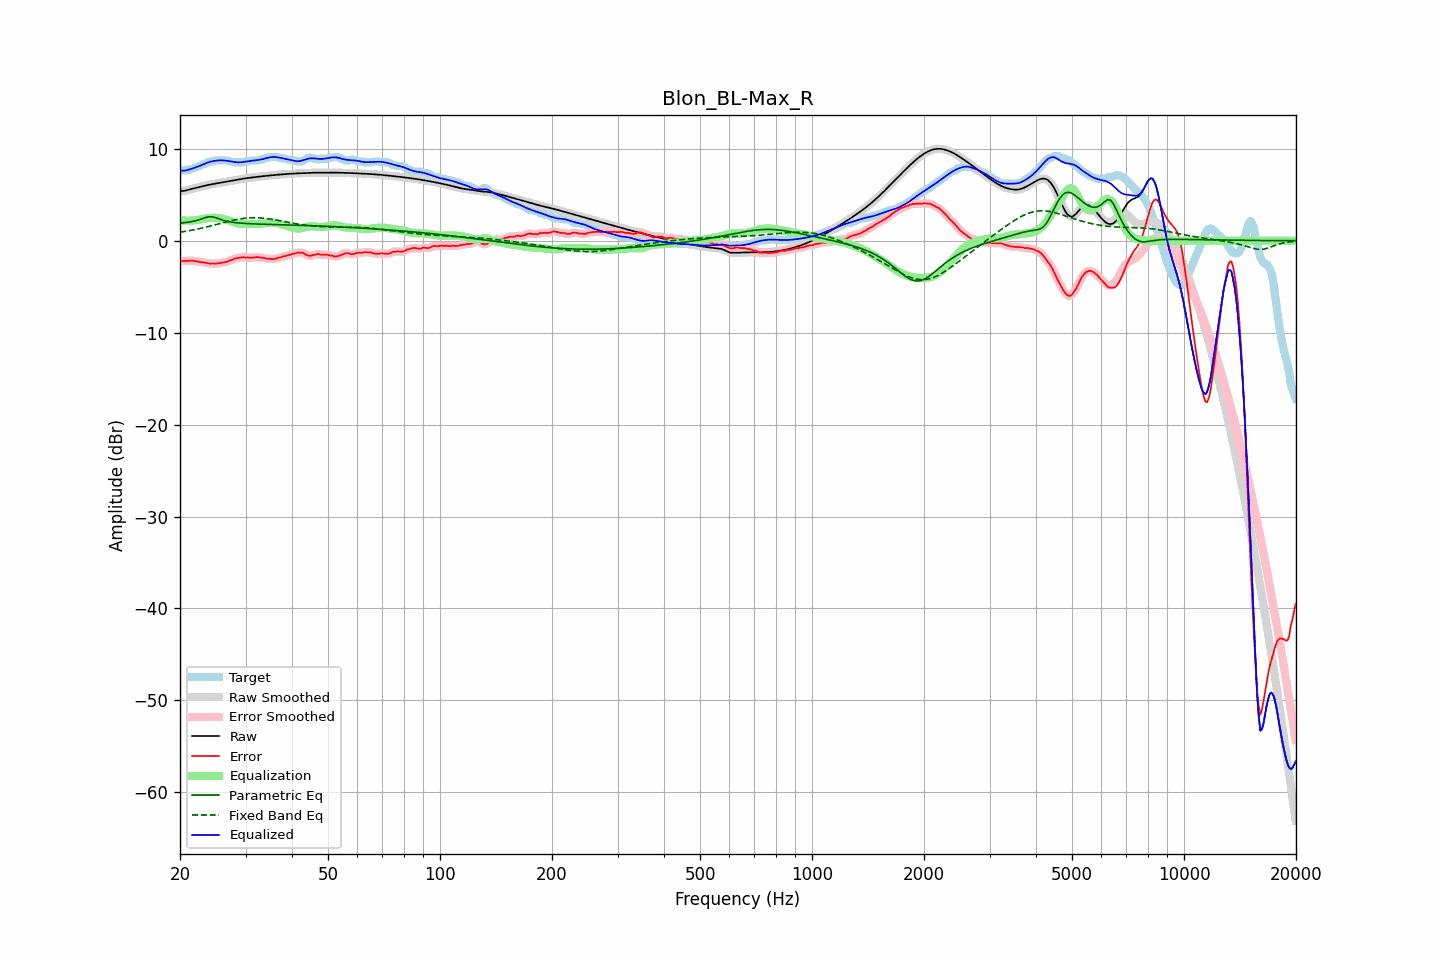 Blon_BL-Max_R
Amplitude (dBr)
10
0
−10
−20
−30
−40
−50
−60
Target
Raw Smoothed
Error Smoothed
Raw
Error
Equalization
Parametric Eq
Fixed Band Eq
Equalized
20 50 100 200 500 1000 2000 5000 10000 20000
Frequency (Hz)